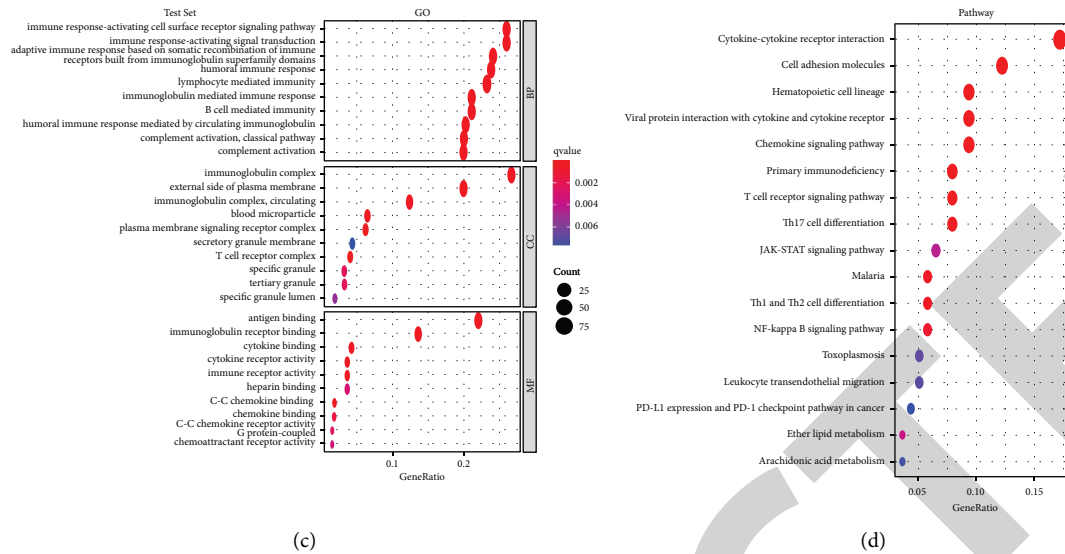 Test Set
GO
immune response-activating cell surface receptor signaling pathway
immune response-activating signal transduction
adaptive immune response based on somatic recombination of immune
receptors built from immunoglobulin superfamily domains
humoral immune response
lymphocyte mediated immunity
immunoglobulin mediated immune response
B cell mediated immunity
humoral immune response mediated by circulating immunoglobulin
complement activation, classical pathway
complement activation
BP
immunoglobulin complex
external side of plasma membrane
immunoglobulin complex, circulating
blood microparticle
plasma membrane signaling receptor complex
secretory granule membrane
T cell receptor complex
specific granule
tertiary granule
specific granule lumen
CC
antigen binding
immunoglobulin receptor binding
cytokine binding
cytokine receptor activity
immune receptor activity
heparin binding
C-C chemokine binding
chemokine binding
C-C chemokine receptor activity
G protein-coupled
chemoattractant receptor activity
MF
0.1
0.2
GeneRatio
qvalue
0.002
0.004
0.006
Count
25
50
75
(c)
Pathway
Cytokine-cytokine receptor interaction
Cell adhesion molecules
Hematopoietic cell lineage
Viral protein interaction with cytokine and cytokine receptor
Chemokine signaling pathway
Primary immunodeficiency
T cell receptor signaling pathway
Th17 cell differentiation
JAK-STAT signaling pathway
Malaria
Th1 and Th2 cell differentiation
NF-kappa B signaling pathway
Toxoplasmosis
Leukocyte transendothelial migration
PD-L1 expression and PD-1 checkpoint pathway in cancer
Ether lipid metabolism
Arachidonic acid metabolism
0.05
0.10
0.15
GeneRatio
(d)